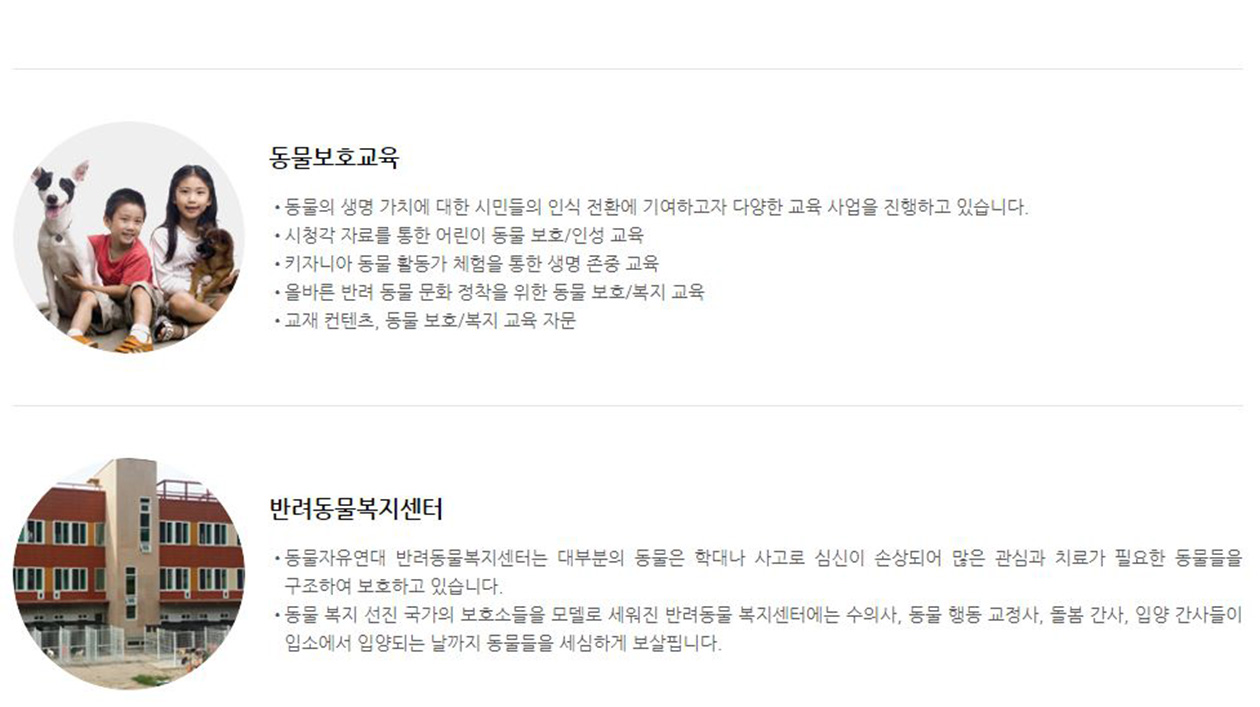 동물보호교육
• 동물의 생명 가치에 대한 시민들의 인식 전환에 기여하고자 다양한 교육 사업을 진행하고 있습니다.
• 시청각 자료를 통한 어린이 동물 보호/인성 교육
• 키자니아 동물 활동가 체험을 통한 생명 존중 교육
• 올바른 반려 동물 문화 정착을 위한 동물 보호/복지 교육
• 교재 컨텐츠, 동물 보호/복지 교육 자문
반려동물복지센터
• 동물자유연대 반려동물복지센터는 대부분의 동물은 학대나 사고로 심신이 손상되어 많은 관심과 치료가 필요한 동물들을
구조하여 보호하고 있습니다.
• 동물 복지 선진 국가의 보호소들을 모델로 세워진 반려동물 복지센터에는 수의사, 동물 행동 교정사, 돌봄 간사, 입양 간사들이
입소에서 입양되는 날까지 동물들을 세심하게 보살핍니다.